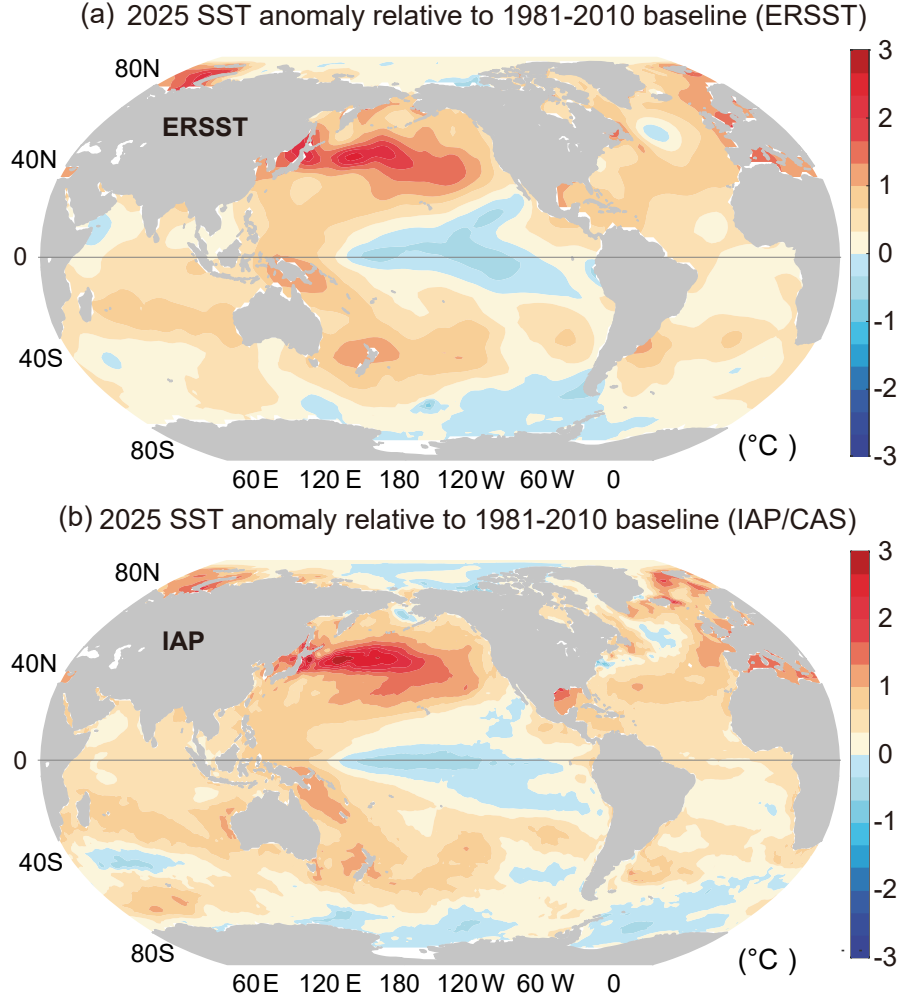 (a) 2025 SST anomaly relative to 1981-2010 baseline (ERSST)
3
80N
ERSST
2
40N
1
0
0
-1
40S
-2
80S
(°C )
-3
60 E 120 E 180 120 W 60 W 0
(b) 2025 SST anomaly relative to 1981-2010 baseline (IAP/CAS)
3
80N
IAP
2
40N
1
0
0
-1
40S
-2
80S
(°C )
-3
60 E 120 E 180 120 W 60 W 0